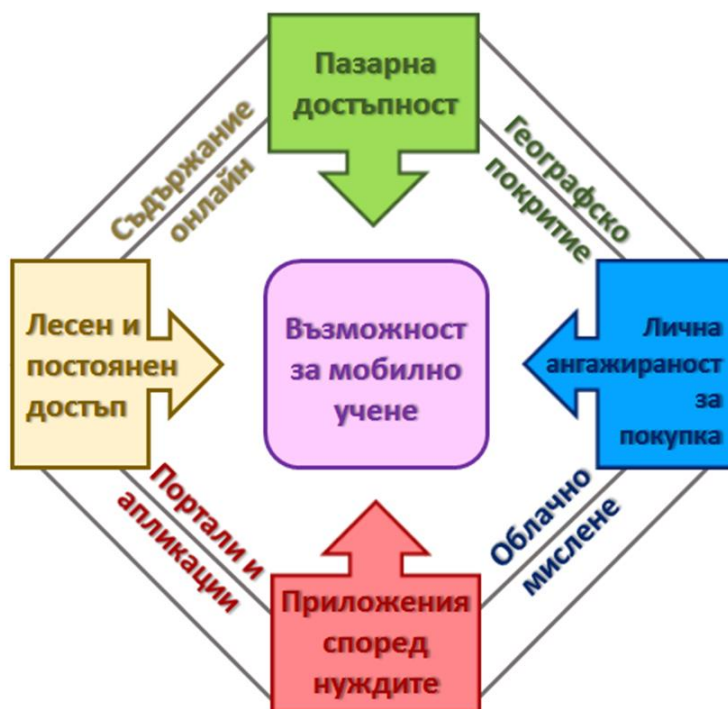 Пазарна
достъпност
Съдържание
онлайн
Географско
покритие
Лесен и
постоянен
достъп
Възможност
за мобилно
учене
Лична
ангажираност
за
покупка
Портали и
апликации
Облачно
мислене
Приложения
според
нуждите